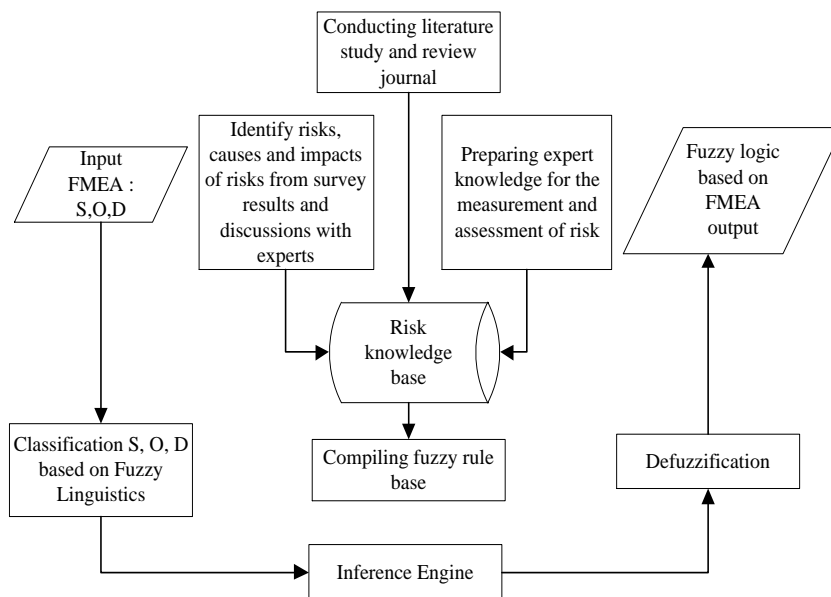 Conducting literature
study and review
journal
Identify risks,
causes and impacts
of risks from survey
results and
discussions with
experts
Preparing expert
knowledge for the
measurement and
assessment of risk
Input
FMEA :
S,O,D
Fuzzy logic
based on
FMEA
output
Risk
knowledge
base
Classification S, O, D
based on Fuzzy
Linguistics
Compiling fuzzy rule
base
Defuzzification
Inference Engine